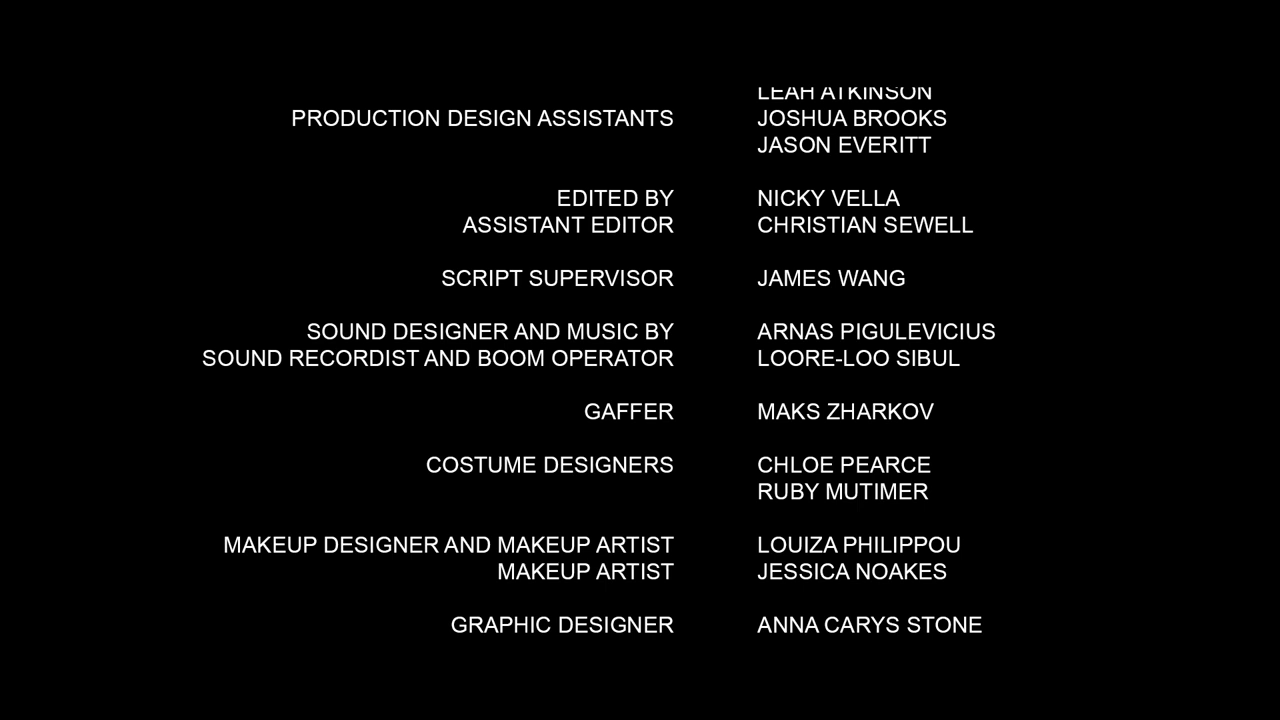 LEAH ATKINSON
PRODUCTION DESIGN ASSISTANTS JOSHUA BROOKS
JASON EVERITT
EDITED BY NICKY VELLA
ASSISTANT EDITOR CHRISTIAN SEWELL
SCRIPT SUPERVISOR JAMES WANG
SOUND DESIGNER AND MUSIC BY ARNAS PIGULEVICIUS
SOUND RECORDIST AND BOOM OPERATOR LOORE-LOO SIBUL
GAFFER MAKS ZHARKOV
COSTUME DESIGNERS CHLOE PEARCE
RUBY MUTIMER
MAKEUP DESIGNER AND MAKEUP ARTIST LOUIZA PHILIPPOU
MAKEUP ARTIST JESSICA NOAKES
GRAPHIC DESIGNER ANNA CARYS STONE